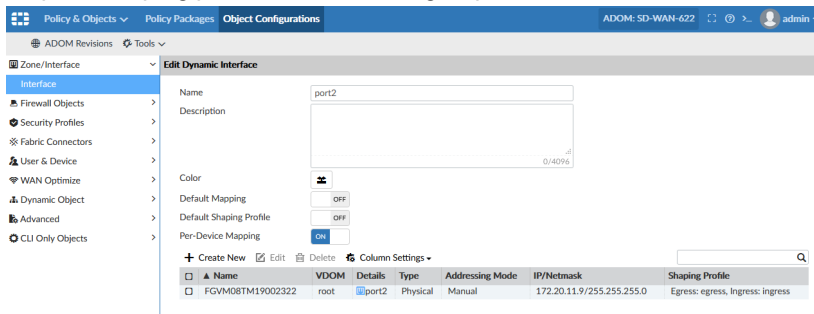 Policy & Objects Policy Packages Object Configurations ADOM: SD-WAN-622 admin
ADOM Revisions Tools
Zone/Interface Edit Dynamic Interface
Interface
Firewall Objects
Security Profiles
Fabric Connectors
User & Device
WAN Optimize
Dynamic Object
Advanced
CLI Only Objects
Name port2
Description
0/4096
Color
Default Mapping OFF
Default Shaping Profile OFF
Per-Device Mapping ON
Create New Edit Delete Column Settings
Name VDOM Details Type Addressing Mode IP/Netmask Shaping Profile
FGVM08TM19002322 root port2 Physical Manual 172.20.11.9/255.255.255.0 Egress: egress, Ingress: ingress